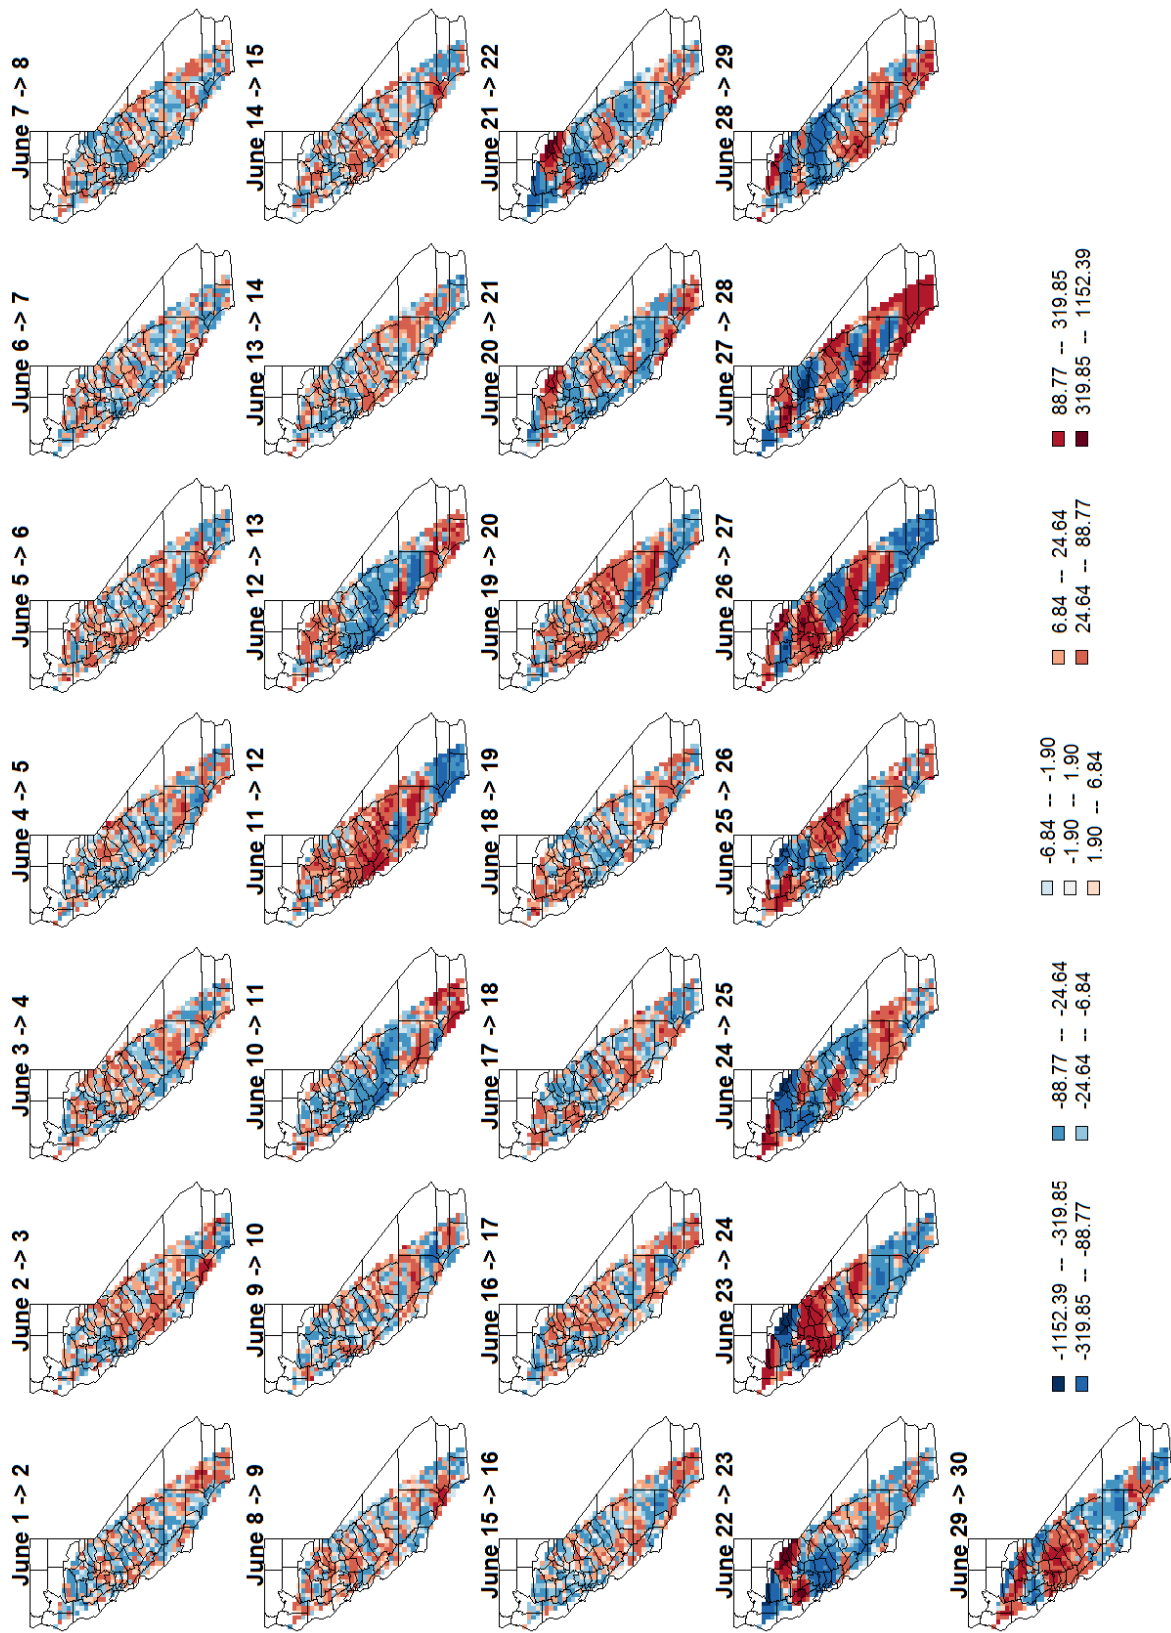 June 1 -> 2
June 2 -> 3
June 3 -> 4
June 4 -> 5
June 5 -> 6
June 6 -> 7
June 7 -> 8
June 8 -> 9
June 9 -> 10
June 10 -> 11
June 11 -> 12
June 12 -> 13
June 13 -> 14
June 14 -> 15
June 15 -> 16
June 16 -> 17
June 17 -> 18
June 18 -> 19
June 19 -> 20
June 20 -> 21
June 21 -> 22
June 22 -> 23
June 23 -> 24
June 24 -> 25
June 25 -> 26
June 26 -> 27
June 27 -> 28
June 28 -> 29
June 29 -> 30
-1152.39 -- -319.85
-319.85 -- -88.77
-88.77 -- -24.64
-24.64 -- -6.84
-6.84 -- -1.90
-1.90 -- 1.90
1.90 -- 6.84
6.84 -- 24.64
24.64 -- 88.77
88.77 -- 319.85
319.85 -- 1152.39